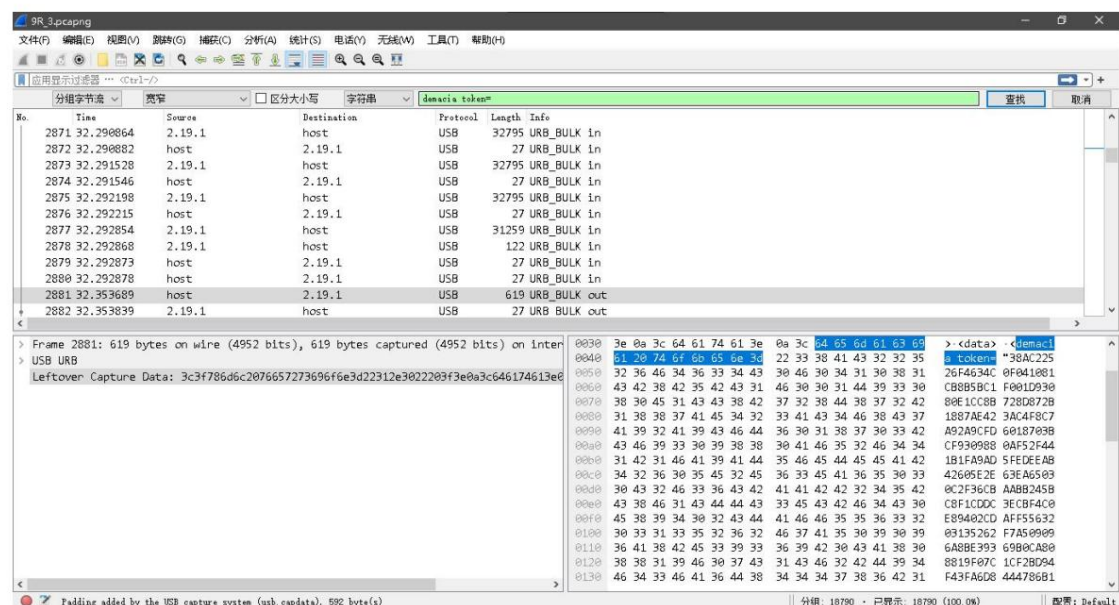 9R_3.pcapng
文件(F) 编辑(E) 视图(V) 跳转(G) 捕获(C) 分析(A) 统计(S) 电话(Y) 无线(W) 工具(T) 帮助(H)
应用显示过滤器 … <Ctrl-/>
分组字节流 宽窄 区分大小写 字符串 demacia token= 查找 取消
No. Time Source Destination Protocol Length Info
2871 32.290864 2.19.1 host USB 32795 URB_BULK in
2872 32.290882 host 2.19.1 USB 27 URB_BULK in
2873 32.291528 2.19.1 host USB 32795 URB_BULK in
2874 32.291546 host 2.19.1 USB 27 URB_BULK in
2875 32.292198 2.19.1 host USB 32795 URB_BULK in
2876 32.292215 host 2.19.1 USB 27 URB_BULK in
2877 32.292854 2.19.1 host USB 31259 URB_BULK in
2878 32.292868 2.19.1 host USB 122 URB_BULK in
2879 32.292873 host 2.19.1 USB 27 URB_BULK in
2880 32.292878 host 2.19.1 USB 27 URB_BULK in
2881 32.353689 host 2.19.1 USB 619 URB_BULK out
2882 32.353839 2.19.1 host USB 27 URB_BULK out
Frame 2881: 619 bytes on wire (4952 bits), 619 bytes captured (4952 bits) on inter
USB URB
Leftover Capture Data: 3c3f786d6c2076657273696f6e3d22312e3022203f3e0a3c646174613e0
0030 3e 0a 3c 64 61 74 61 3e 0a 3c 64 65 6d 61 63 69 >·<data> ·<demaci
0040 61 20 74 6f 6b 65 6e 3d 22 33 38 41 43 32 32 35 a token= "38AC225
0050 32 36 46 34 36 33 34 43 30 46 30 34 31 30 38 31 26F4634C 0F041081
0060 43 42 38 42 35 42 43 31 46 30 30 31 44 39 33 30 CB8B5BC1 F001D930
0070 38 30 45 31 43 43 38 42 37 32 38 44 38 37 32 42 80E1CC8B 728D872B
0080 31 38 38 37 41 45 34 32 33 41 43 34 46 38 43 37 1887AE42 3AC4F8C7
0090 41 39 32 41 39 43 46 44 36 30 31 38 37 30 33 42 A92A9CFD 6018703B
00a0 43 46 39 33 30 39 38 38 30 41 46 35 32 46 34 34 CF930988 0AF52F44
00b0 31 42 31 46 41 39 41 44 35 46 45 44 45 45 41 42 1B1FA9AD 5FEDEEAB
00c0 34 32 36 30 35 45 32 45 36 33 45 41 36 35 30 33 42605E2E 63EA6503
00d0 30 43 32 46 33 36 43 42 41 41 42 42 32 34 35 42 0C2F36CB AABB245B
00e0 43 38 46 31 43 44 44 43 33 45 43 42 46 34 43 30 C8F1CDDC 3ECBF4C0
00f0 45 38 39 34 30 32 43 44 41 46 46 35 35 36 33 32 E89402CD AFF55632
0100 30 33 31 33 35 32 36 32 46 37 41 35 30 39 30 39 03135262 F7A50909
0110 36 41 38 42 45 33 39 33 36 39 42 30 43 41 38 30 6A8BE393 69B0CA80
0120 38 38 31 39 46 30 37 43 31 43 46 32 42 44 39 34 8819F07C 1CF2BD94
0130 46 34 33 46 41 36 44 38 34 34 34 37 38 36 42 31 F43FA6D8 444786B1
Padding added by the USB capture system (usb.capdata), 592 byte(s) 分组: 18790 · 已显示: 18790 (100.0%) 配置: Default